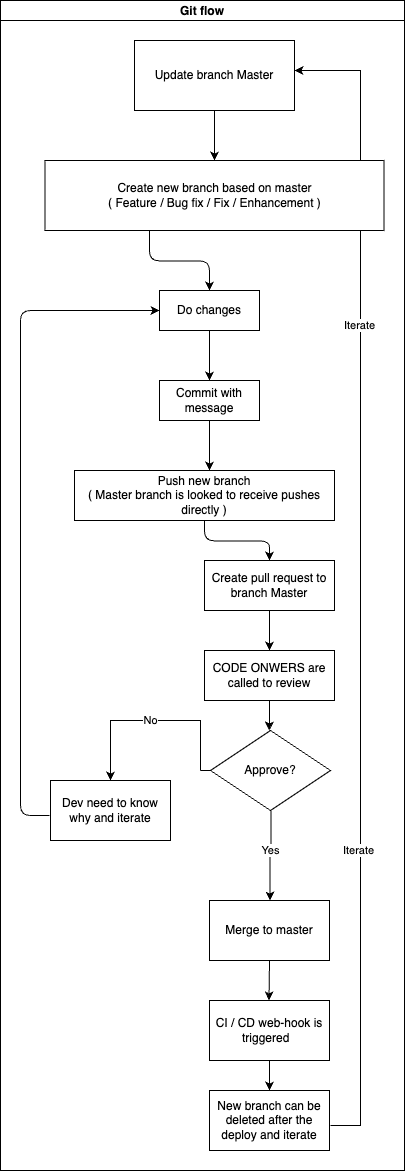 Git flow
Update branch Master
Create new branch based on master
( Feature / Bug fix / Fix / Enhancement )
Do changes
Iterate
Commit with
message
Push new branch
( Master branch is looked to receive pushes
directly )
Create pull request to
branch Master
CODE ONWERS are
called to review
No
Approve?
Dev need to know
why and iterate
Yes
Iterate
Merge to master
CI / CD web-hook is
triggered
New branch can be
deleted after the
deploy and iterate